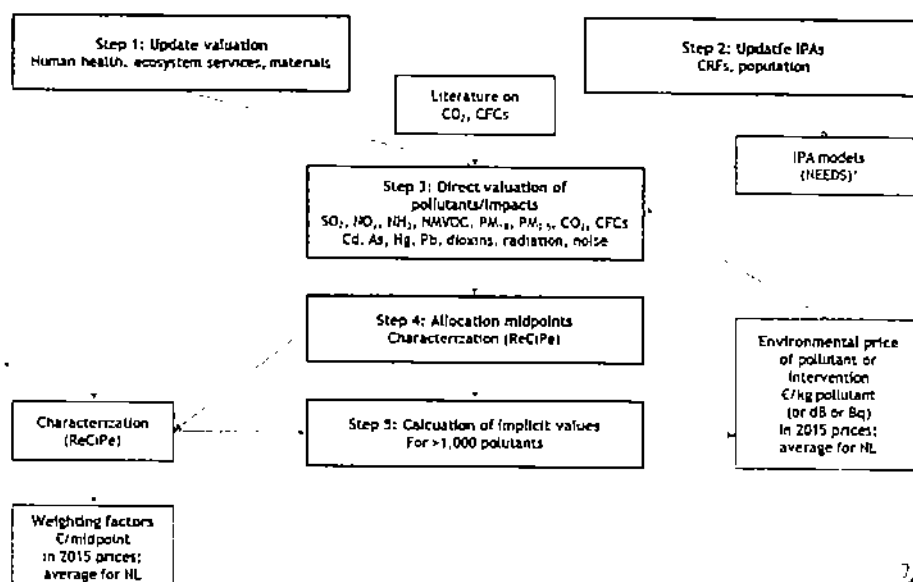 Step 1: Update valuation
Human health, ecosystem services, materials
Step 2: Updatfe IPAs
CRFs, population
Literature on
CO₂, CFCs
IPA models
(NEEDS)*
Step 3: Direct valuation of
pollutants/impacts
SO₂, NOₓ, NH₃, NMVOC, PM₁₀, PM₂.₅, CO₂, CFCs
Cd, As, Hg, Pb, dioxins, radiation, noise
Step 4: Allocation midpoints
Characterization (ReCiPe)
Environmental price
of pollutant or
intervention
€/kg pollutant
(or dB or Bq)
in 2015 prices;
average for NL
Characterization
(ReCiPe)
Step 5: Calcuation of implicit values
For >1,000 polutants
Weighting factors
€/midpoint
in 2015 prices;
average for NL